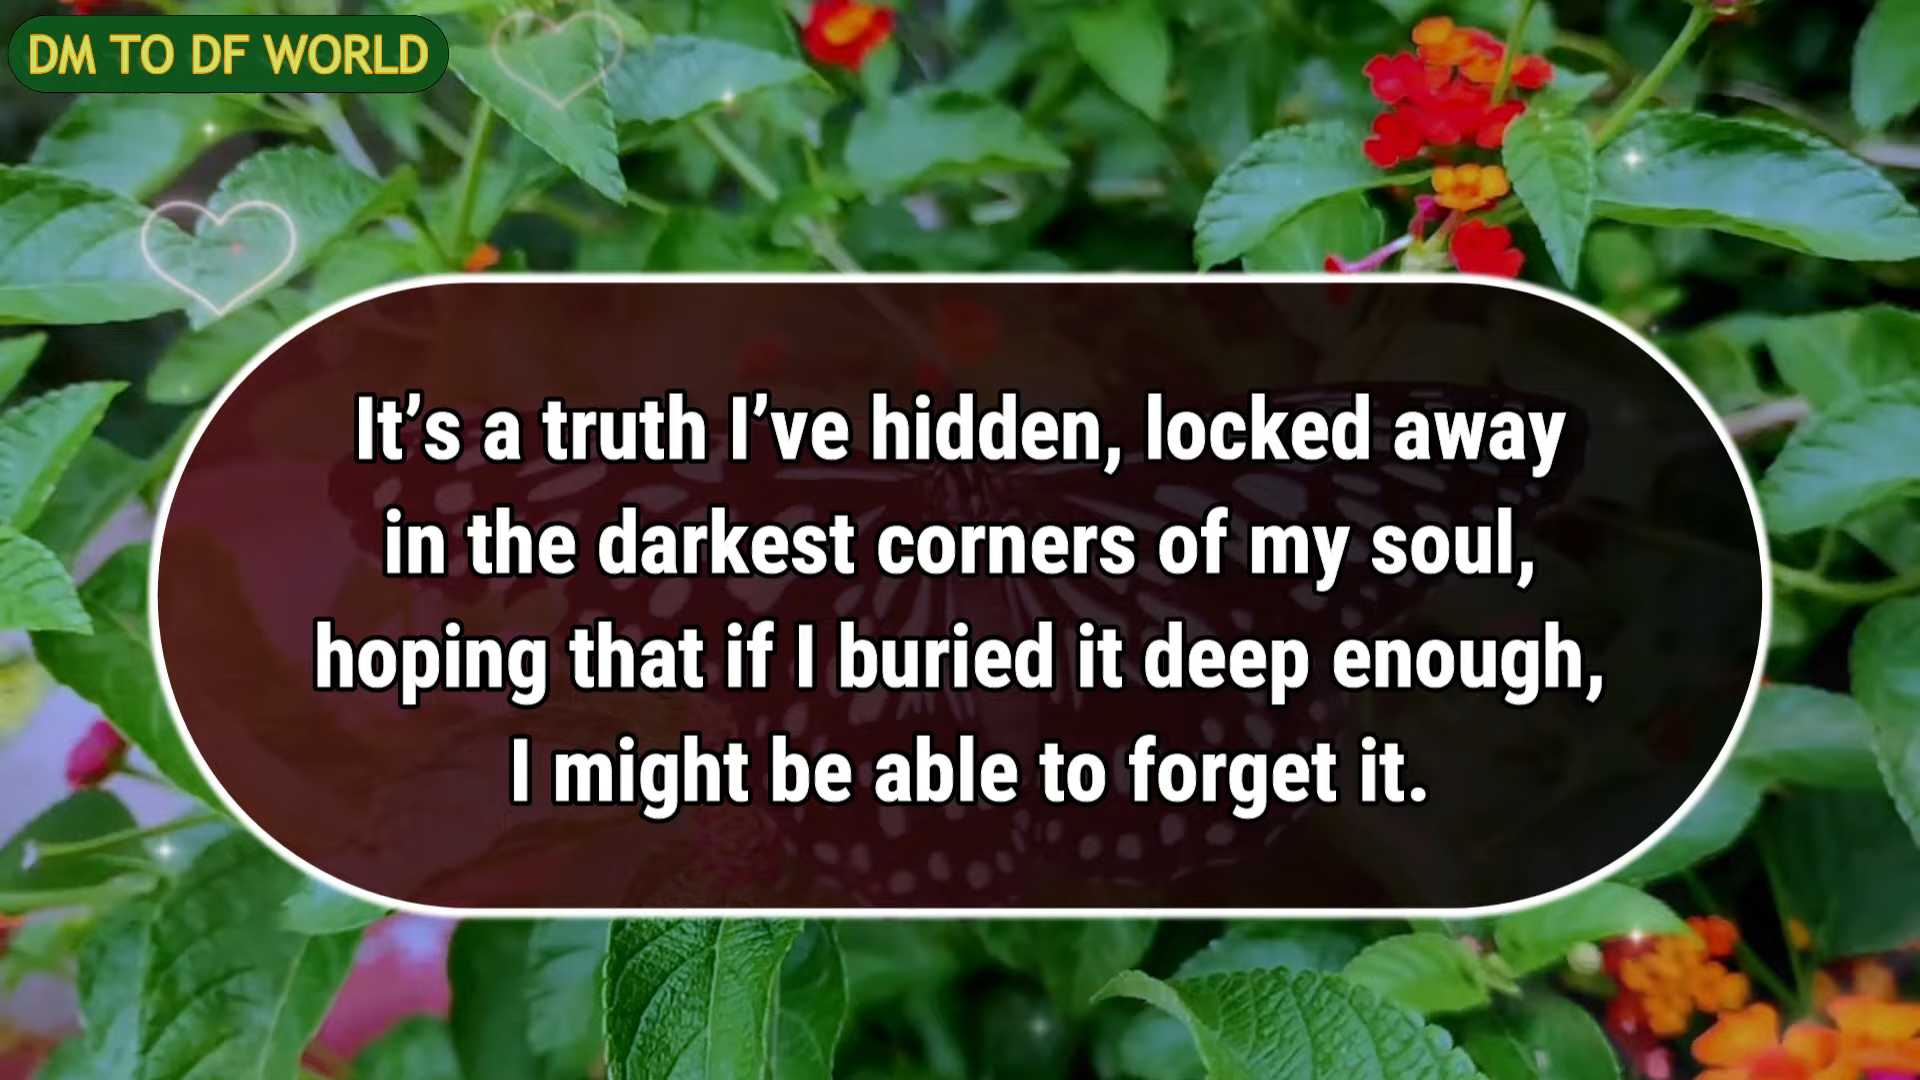 DM TO DF WORLD
It’s a truth I’ve hidden, locked away
in the darkest corners of my soul,
hoping that if I buried it deep enough,
I might be able to forget it.